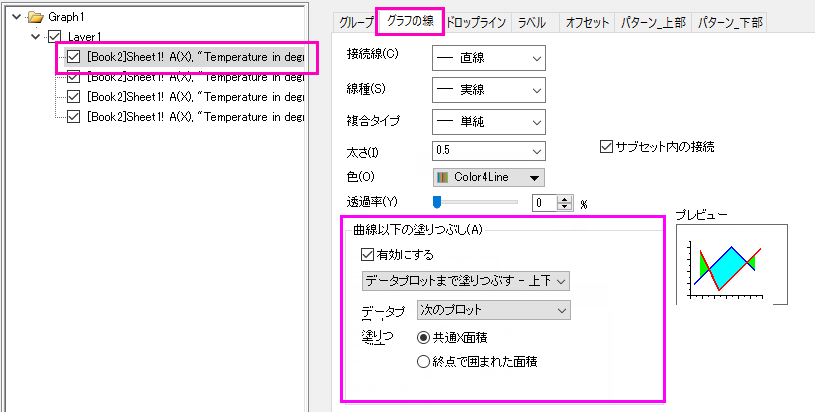 Graph1
Layer1
[Book2]Sheet1! A(X), "Temperature in degr
[Book2]Sheet1! A(X), "Temperature in degr
[Book2]Sheet1! A(X), "Temperature in degr
[Book2]Sheet1! A(X), "Temperature in degr
グループ グラフの線 ドロップライン ラベル オフセット パターン_上部 パターン_下部
接続線(C) 直線
線種(S) 実線
複合タイプ 単純
太さ(I) 0.5
サブセット内の接続
色(O) Color4Line
透過率(Y) 0 %
曲線以下の塗りつぶし(A)
有効にする
データプロットまで塗りつぶす - 上下
データプ 次のプロット
塗りつ 共通X面積
終点で囲まれた面積
プレビュー